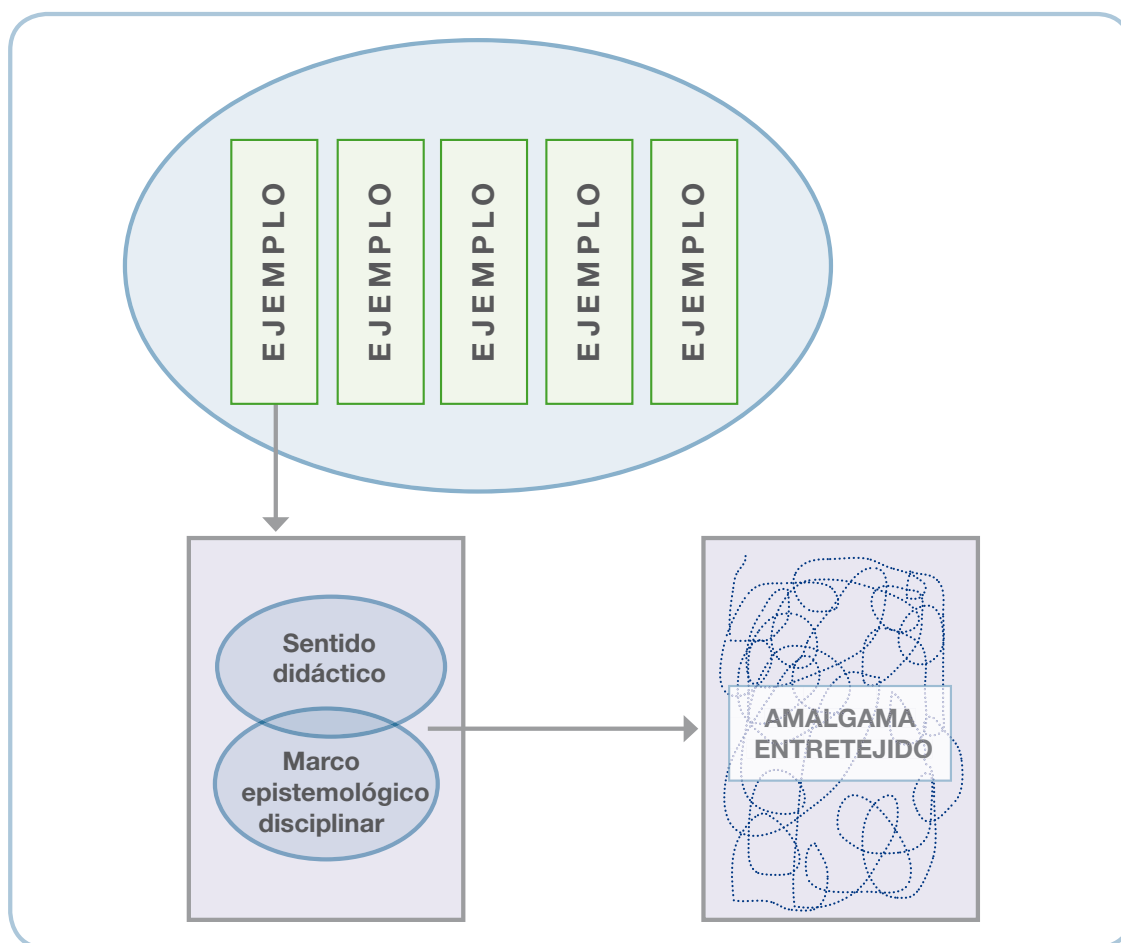 EJEMPLO
EJEMPLO
EJEMPLO
EJEMPLO
EJEMPLO
Sentido
didáctico
Marco
epistemológico
disciplinar
AMALGAMA
ENTRETEJIDO